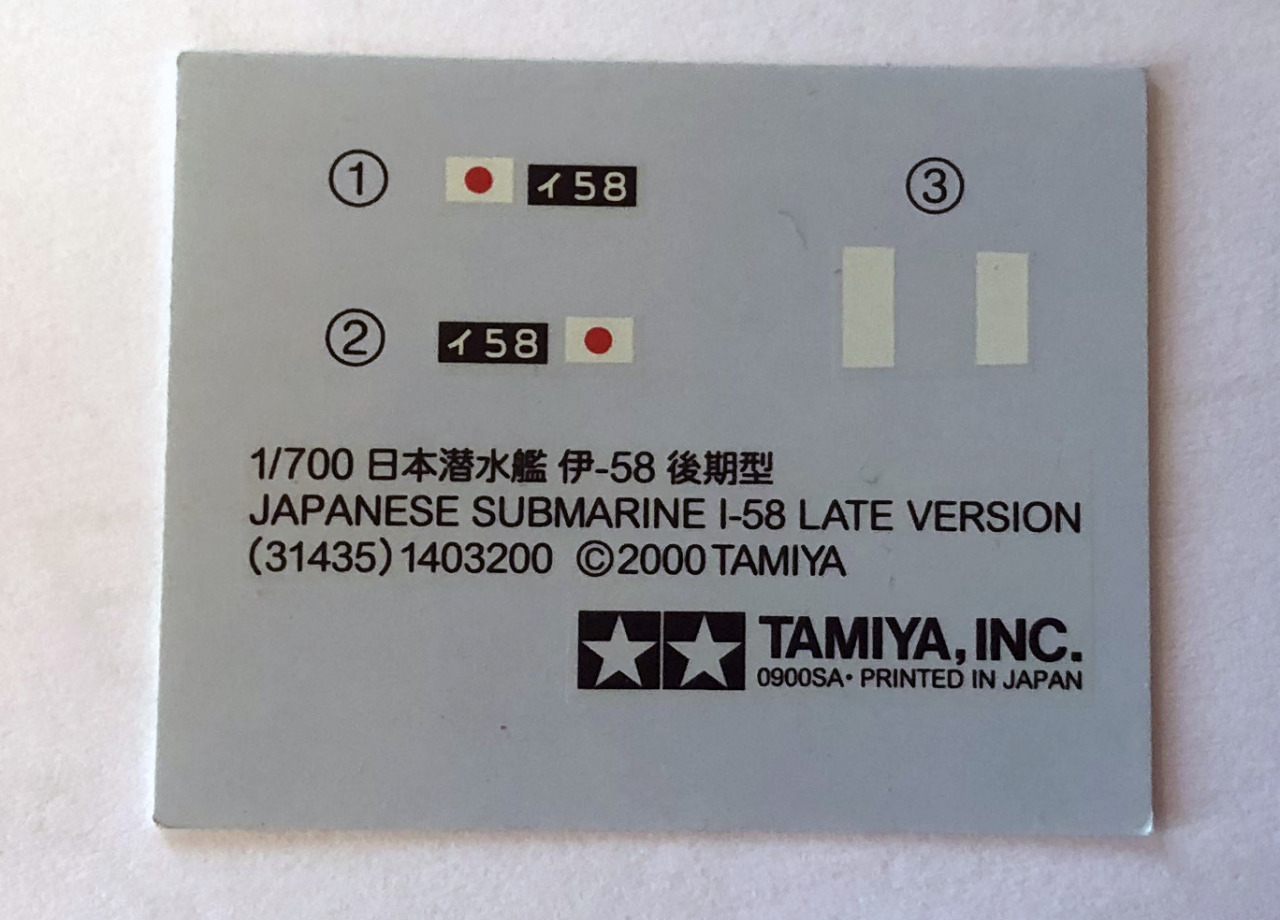 ① イ58
③
② イ58
1/700 日本潜水艦 伊-58 後期型
JAPANESE SUBMARINE I-58 LATE VERSION
(31435) 1403200 ©2000 TAMIYA
TAMIYA, INC.
0900SA・PRINTED IN JAPAN